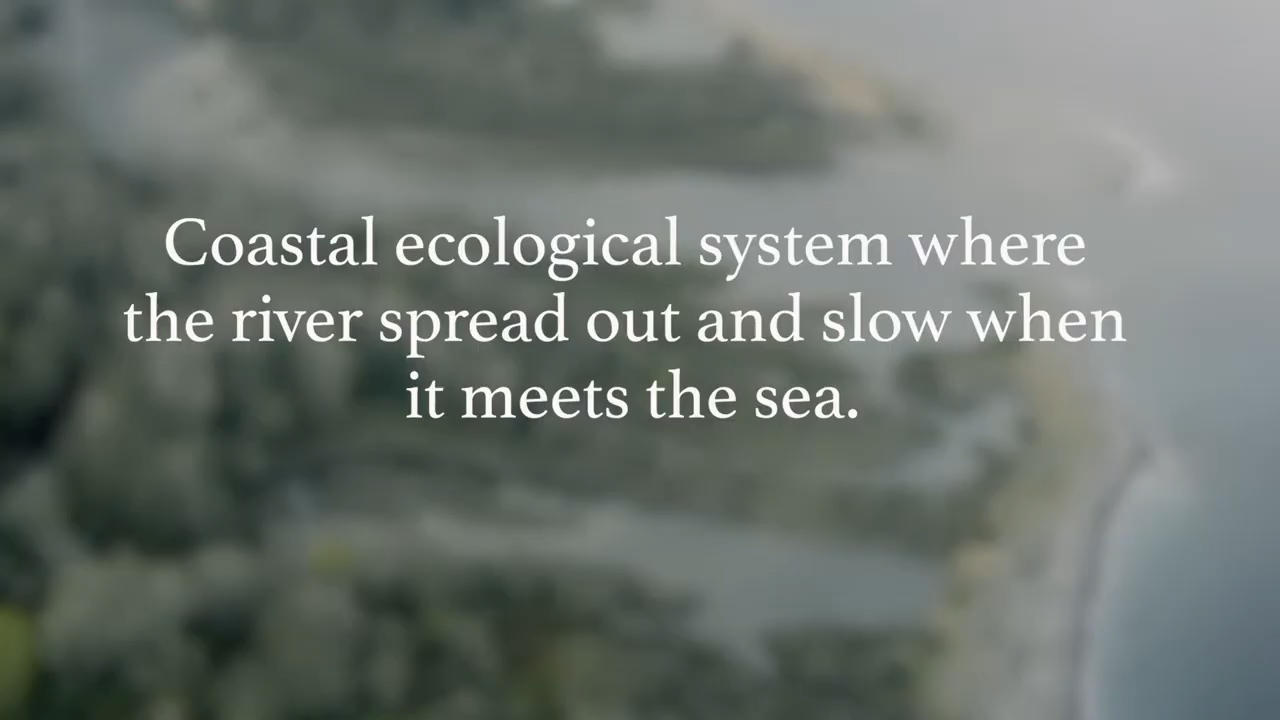 Coastal ecological system where
the river spread out and slow when
it meets the sea.